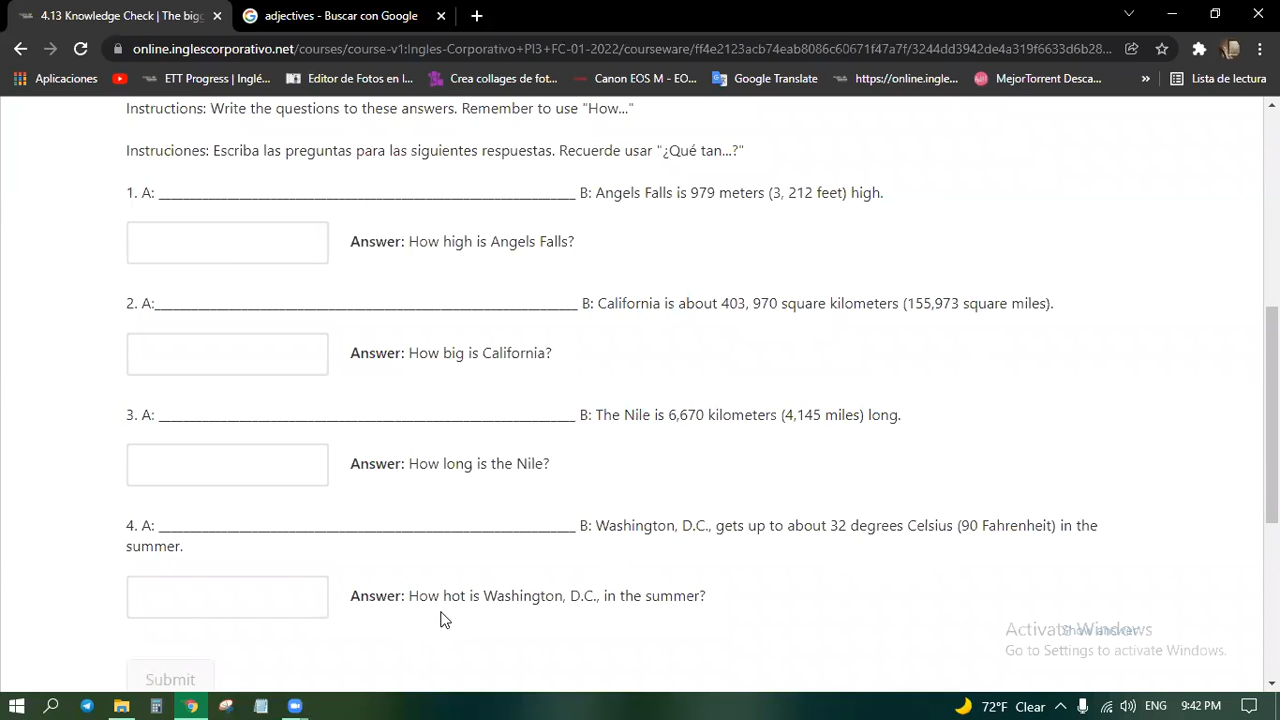 4.13 Knowledge Check | The bigg
adjectives - Buscar con Google
online.inglescorporativo.net/courses/course-v1:Ingles-Corporativo+PI3+FC-01-2022/courseware/ff4e2123acb74eab8086c60671f47a7f/3244dd3942de4a319f6633d6b28...
Aplicaciones
ETT Progress | Inglé...
Editor de Fotos en l...
Crea collages de fot...
Canon EOS M - EO...
Google Translate
https://online.ingle...
MejorTorrent Desca...
»
Lista de lectura
Instructions: Write the questions to these answers. Remember to use "How..."
Instruciones: Escriba las preguntas para las siguientes respuestas. Recuerde usar "¿Qué tan...?"
1. A: ______________________________ B: Angels Falls is 979 meters (3, 212 feet) high.
Answer: How high is Angels Falls?
2. A:______________________________ B: California is about 403, 970 square kilometers (155,973 square miles).
Answer: How big is California?
3. A: ______________________________ B: The Nile is 6,670 kilometers (4,145 miles) long.
Answer: How long is the Nile?
4. A: ______________________________ B: Washington, D.C., gets up to about 32 degrees Celsius (90 Fahrenheit) in the
summer.
Answer: How hot is Washington, D.C., in the summer?
Show answer
Activate Windows
Go to Settings to activate Windows.
Submit
72°F Clear
ENG
9:42 PM